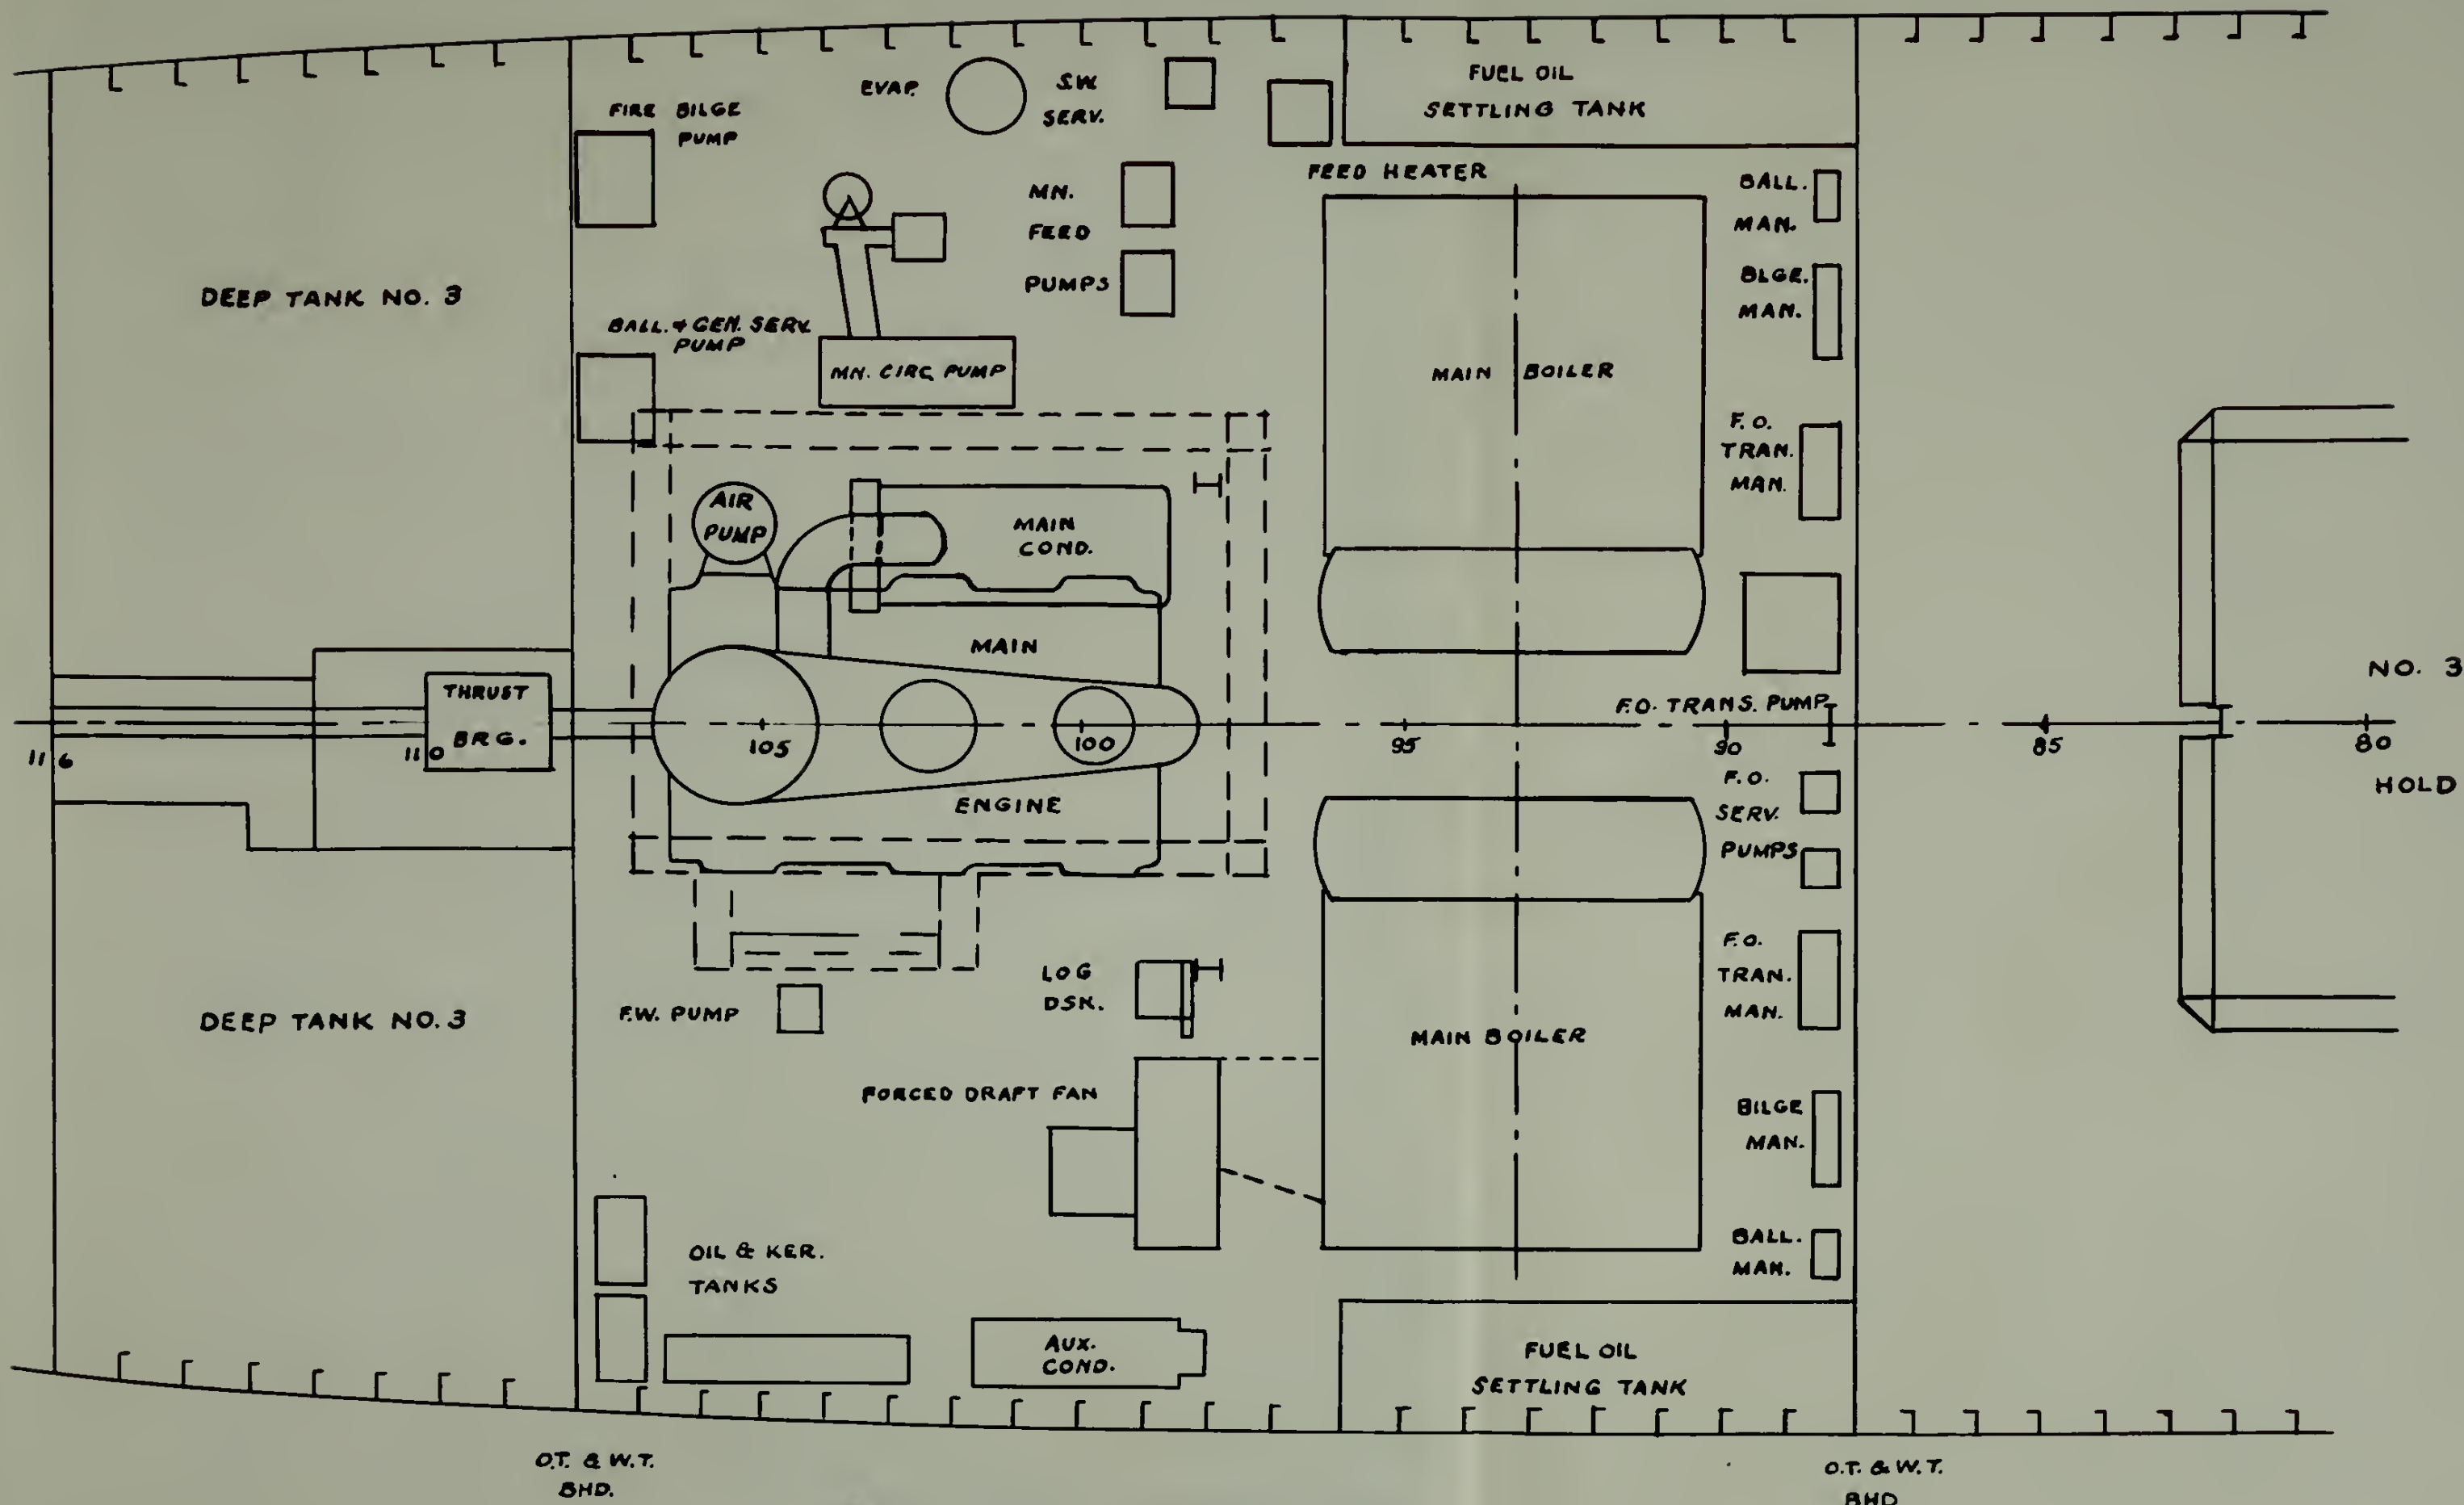 FUEL OIL
SETTLING TANK
EVAP.
S.W.
SERV.
FIRE BILGE
PUMP
FEED HEATER
MN.
FEED
PUMPS
BALL.
MAN.
BLGE.
MAN.
DEEP TANK NO. 3
BALL. & GEN. SERV.
PUMP
MN. CIRC. PUMP
MAIN BOILER
F.O.
TRAN.
MAN.
AIR
PUMP
MAIN
COND.
MAIN
NO. 3
HOLD
THRUST
BRG.
F.O. TRANS. PUMP
116
110
105
100
95
90
85
80
ENGINE
F.O.
SERV.
PUMPS
F.O.
TRAN.
MAN.
LOG
DSK.
F.W. PUMP
DEEP TANK NO. 3
MAIN BOILER
FORCED DRAFT FAN
BILGE
MAN.
OIL & KER.
TANKS
BALL.
MAN.
AUX.
COND.
FUEL OIL
SETTLING TANK
O.T. & W.T.
BHD.
O.T. & W.T.
BHD